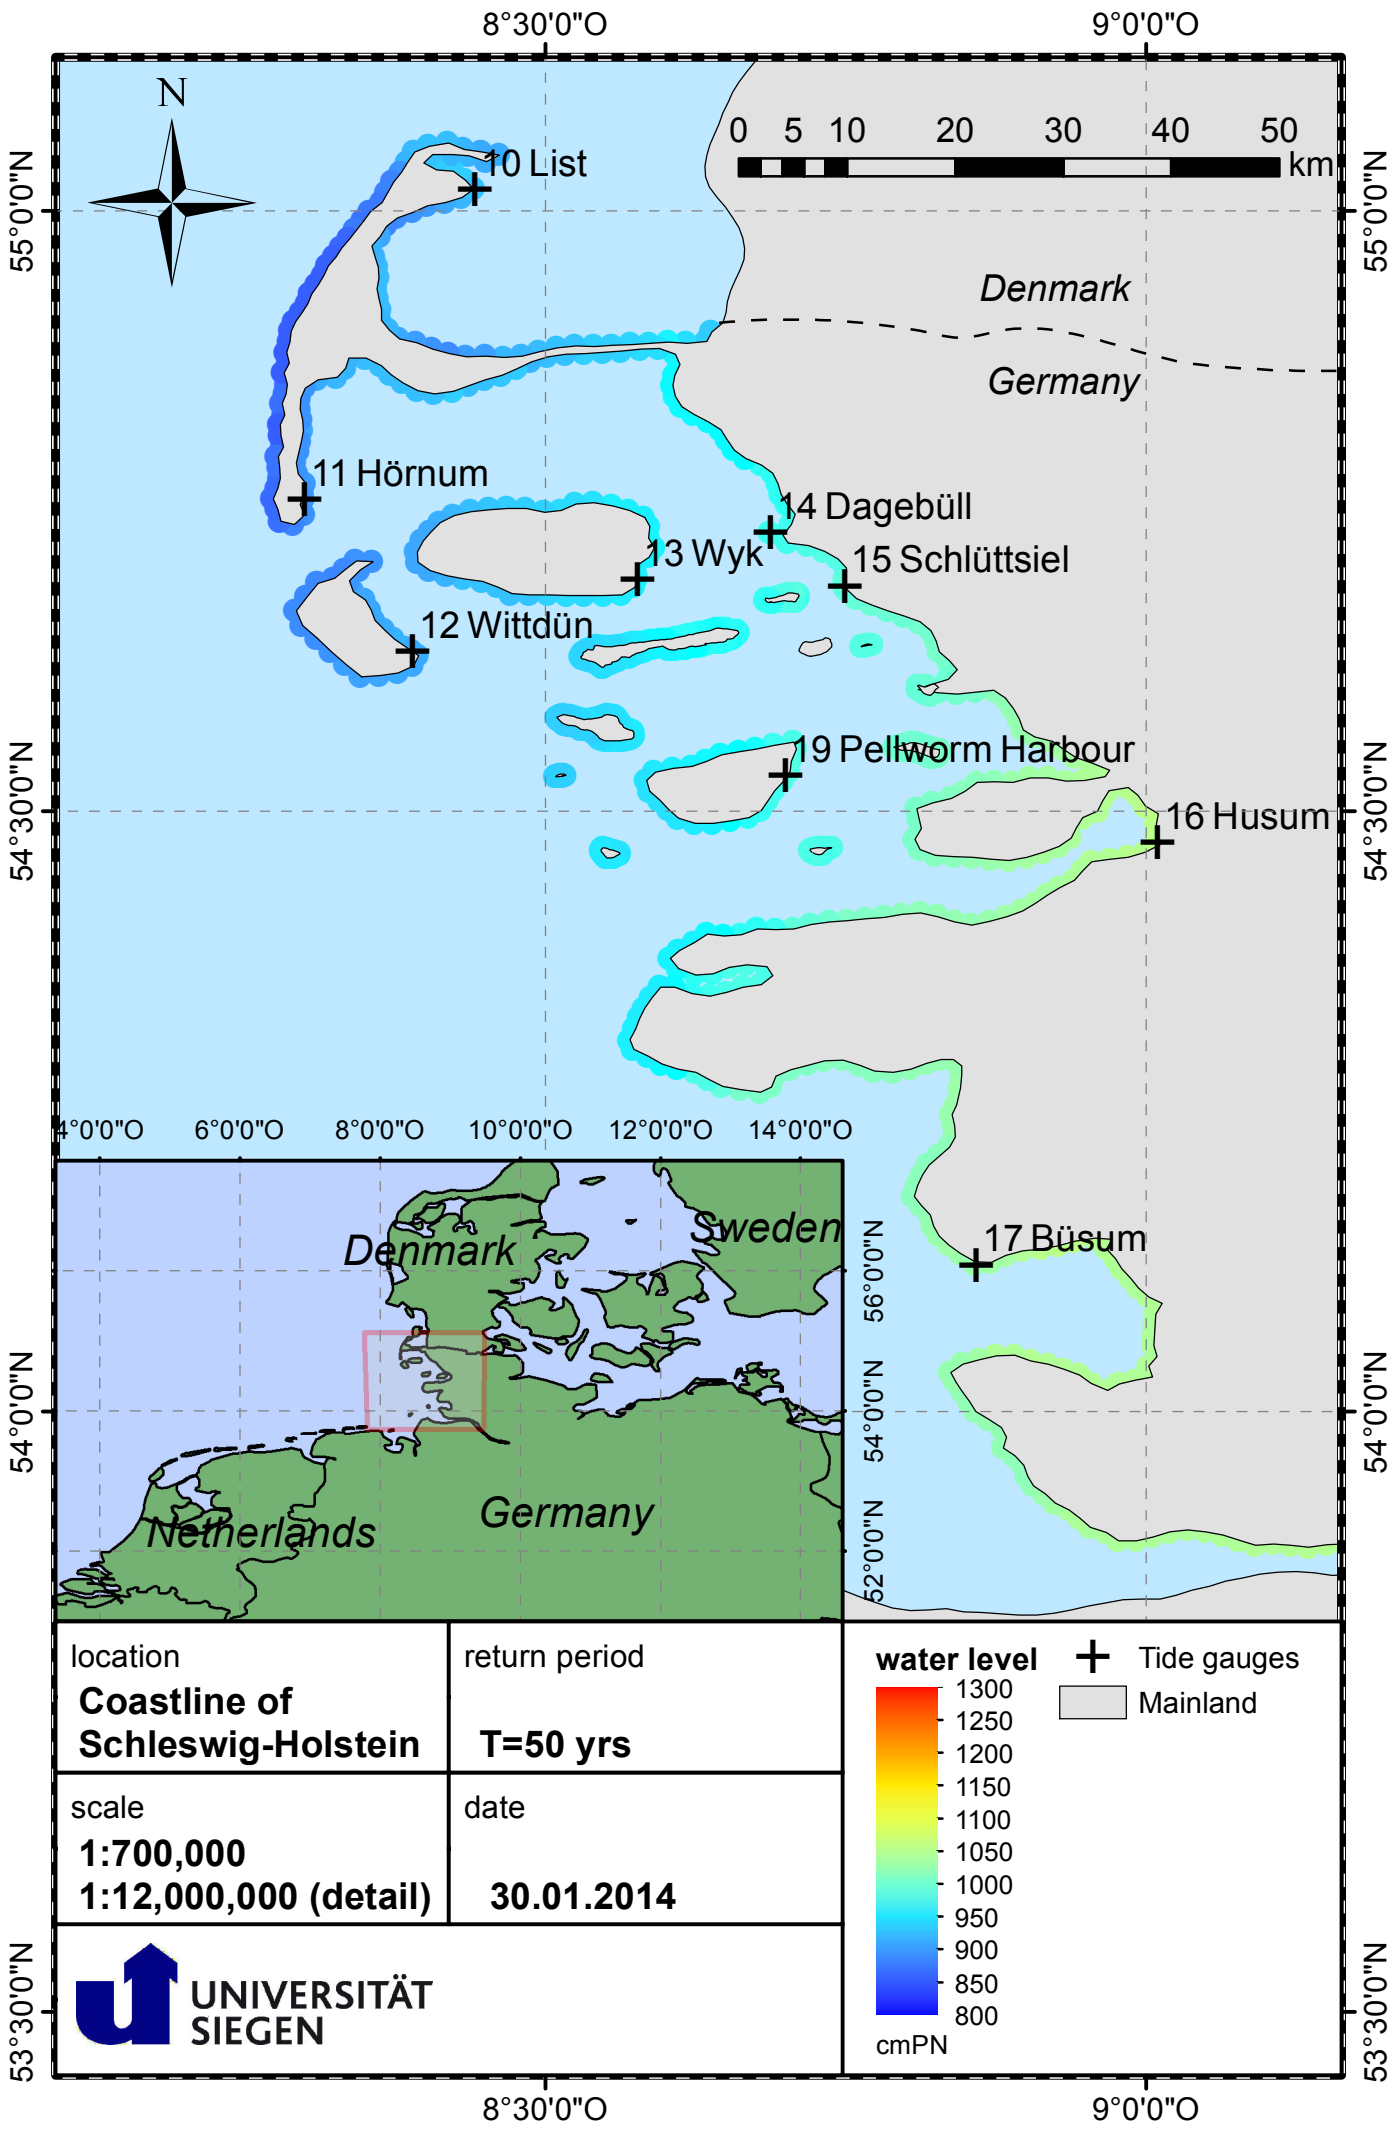 8°30'0"O 9°0'0"O
N
0 5 10 20 30 40 50
km
10 List
55°0'0"N
55°0'0"N
Denmark
Germany
11 Hörnum
14 Dagebüll
13 Wyk
15 Schlüttsiel
12 Wittdün
19 Pellworm Harbour
54°30'0"N
54°30'0"N
16 Husum
4°0'0"O 6°0'0"O 8°0'0"O 10°0'0"O 12°0'0"O 14°0'0"O
17 Büsum
Denmark
Sweden
56°0'0"N
54°0'0"N
54°0'0"N
54°0'0"N
Germany
Netherlands
52°0'0"N
location
Coastline of
Schleswig-Holstein
return period
T=50 yrs
scale
1:700,000
1:12,000,000 (detail)
date
30.01.2014
UNIVERSITÄT
SIEGEN
water level
1300
1250
1200
1150
1100
1050
1000
950
900
850
800
cmPN
Tide gauges
Mainland
53°30'0"N
53°30'0"N
8°30'0"O 9°0'0"O